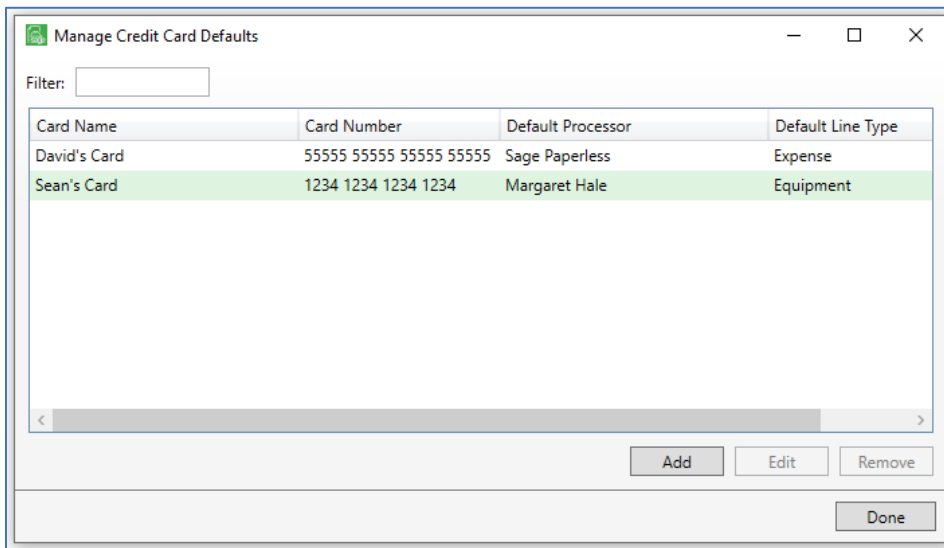 Manage Credit Card Defaults
Filter:
Card Name Card Number Default Processor Default Line Type
David's Card 55555 55555 55555 55555 Sage Paperless Expense
Sean's Card 1234 1234 1234 1234 Margaret Hale Equipment
Add Edit Remove
Done